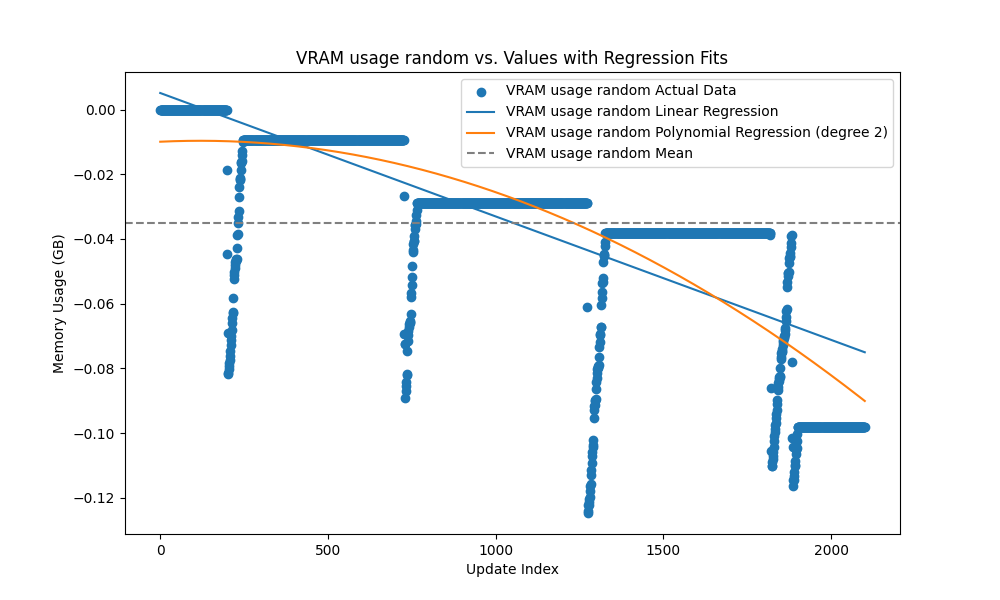 VRAM usage random vs. Values with Regression Fits
VRAM usage random Actual Data
VRAM usage random Linear Regression
VRAM usage random Polynomial Regression (degree 2)
VRAM usage random Mean
Memory Usage (GB)
0.00
−0.02
−0.04
−0.06
−0.08
−0.10
−0.12
0 500 1000 1500 2000
Update Index